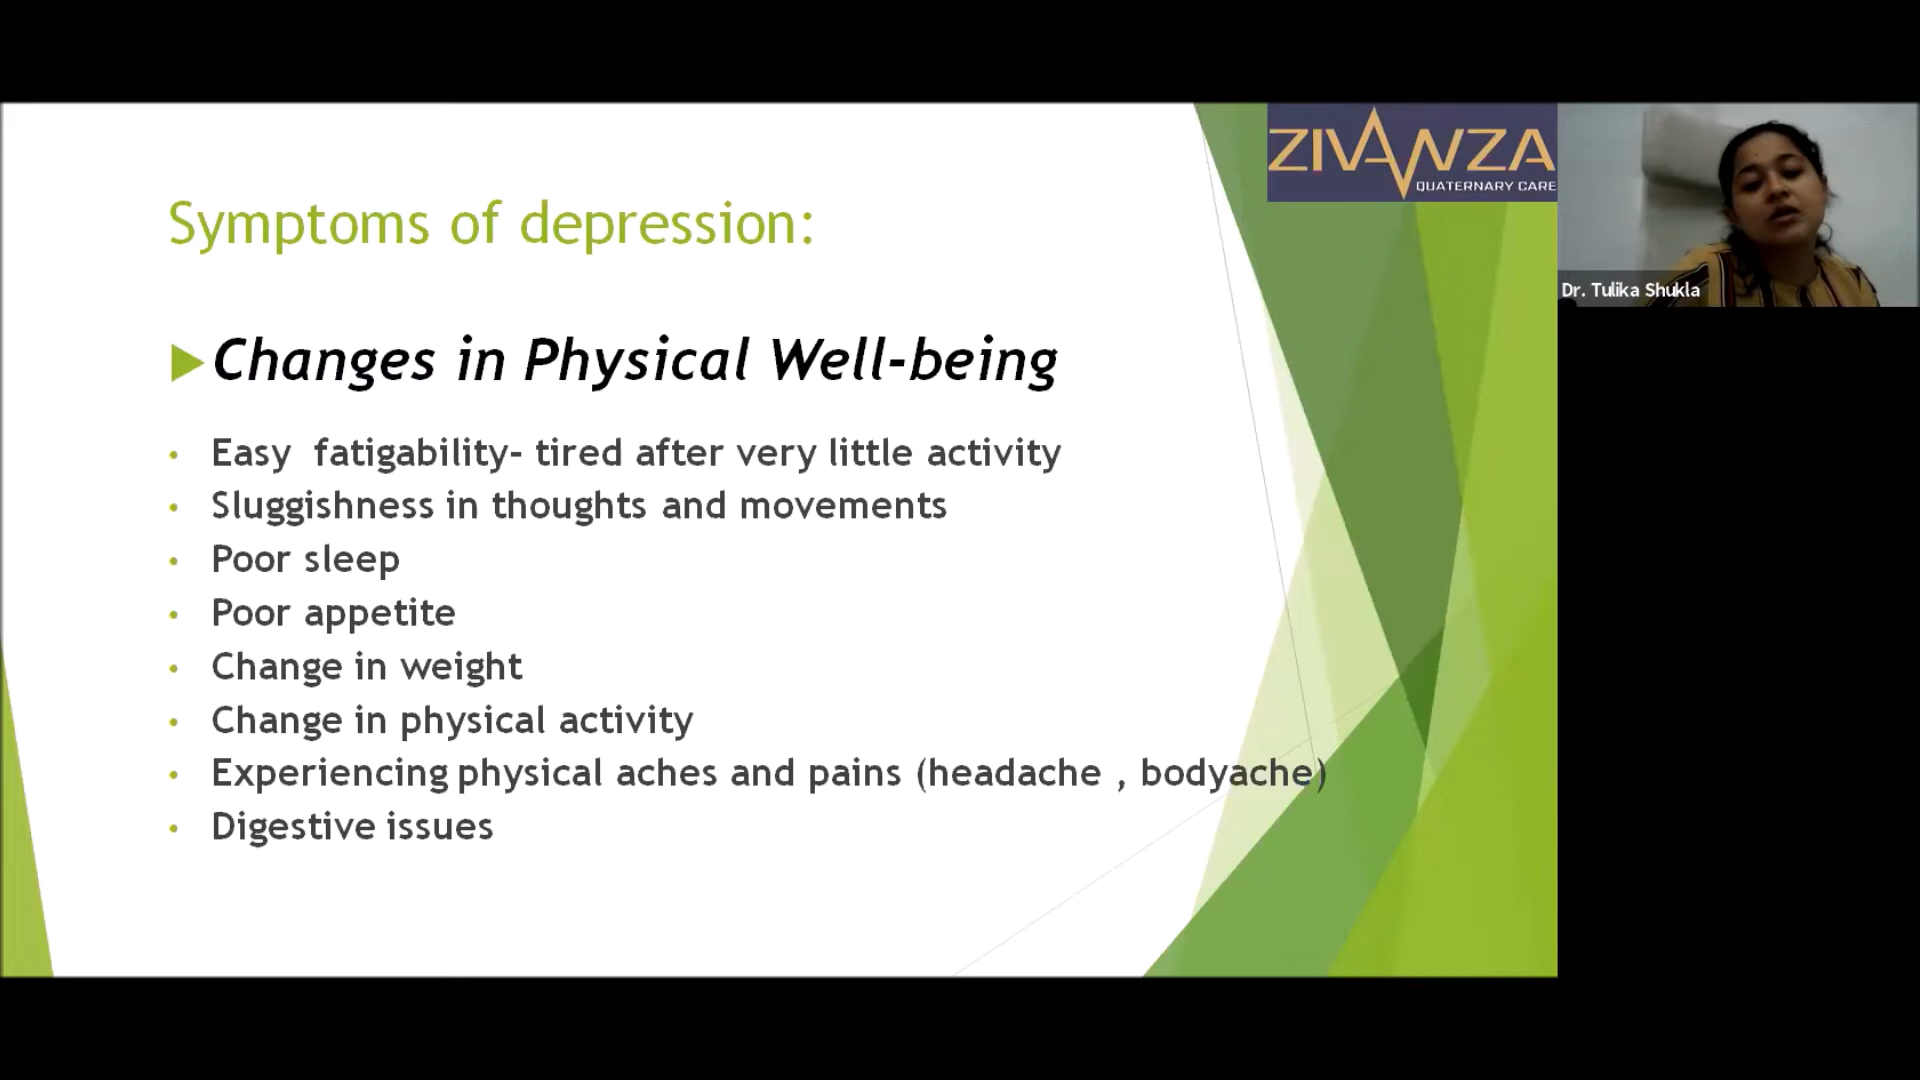 ZIVANZA
QUATERNARY CARE
Dr. Tulika Shukla
Symptoms of depression:
Changes in Physical Well-being
• Easy  fatigability- tired after very little activity
• Sluggishness in thoughts and movements
• Poor sleep
• Poor appetite
• Change in weight
• Change in physical activity
• Experiencing physical aches and pains (headache , bodyache)
• Digestive issues